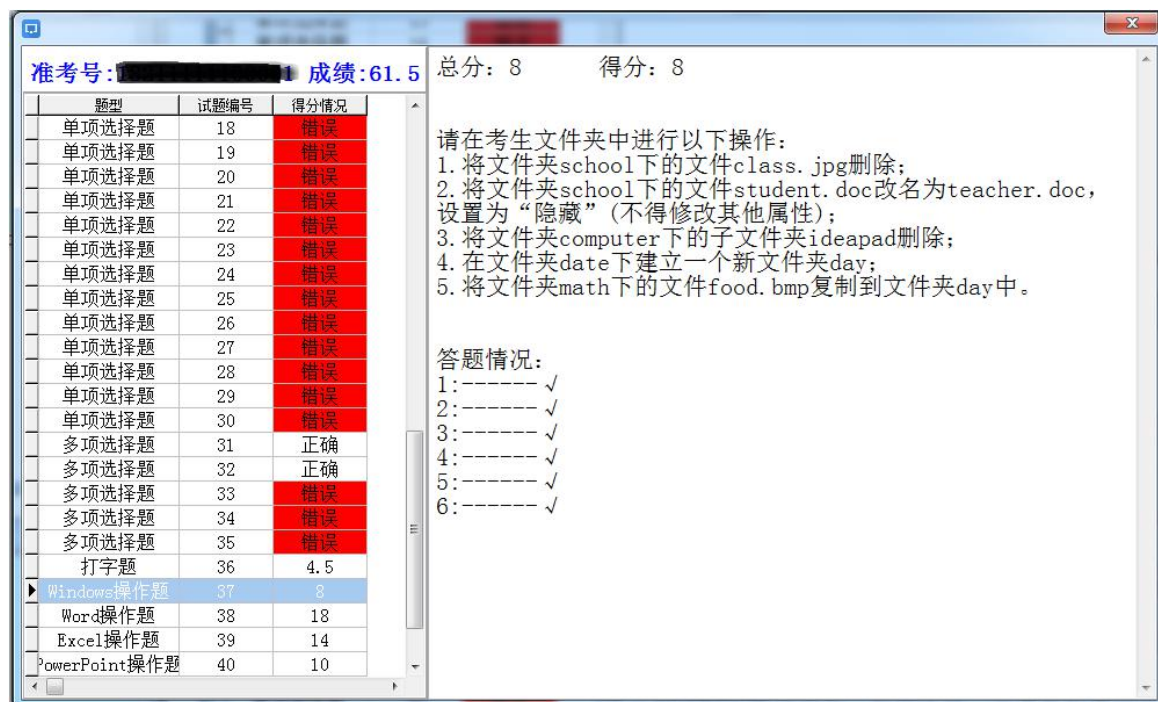 准考号: 1 成绩:61.5
题型 试题编号 得分情况
单项选择题 18 错误
单项选择题 19 错误
单项选择题 20 错误
单项选择题 21 错误
单项选择题 22 错误
单项选择题 23 错误
单项选择题 24 错误
单项选择题 25 错误
单项选择题 26 错误
单项选择题 27 错误
单项选择题 28 错误
单项选择题 29 错误
单项选择题 30 错误
多项选择题 31 正确
多项选择题 32 正确
多项选择题 33 错误
多项选择题 34 错误
多项选择题 35 错误
打字题 36 4.5
Windows操作题 37 8
Word操作题 38 18
Excel操作题 39 14
PowerPoint操作题 40 10
总分: 8 得分: 8
请在考生文件夹中进行以下操作:
1.将文件夹school下的文件class.jpg删除;
2.将文件夹school下的文件student.doc改名为teacher.doc,
设置为“隐藏”(不得修改其他属性);
3.将文件夹computer下的子文件夹ideapad删除;
4.在文件夹date下建立一个新文件夹day;
5.将文件夹math下的文件food.bmp复制到文件夹day中。
答题情况:
1:------ √
2:------ √
3:------ √
4:------ √
5:------ √
6:------ √